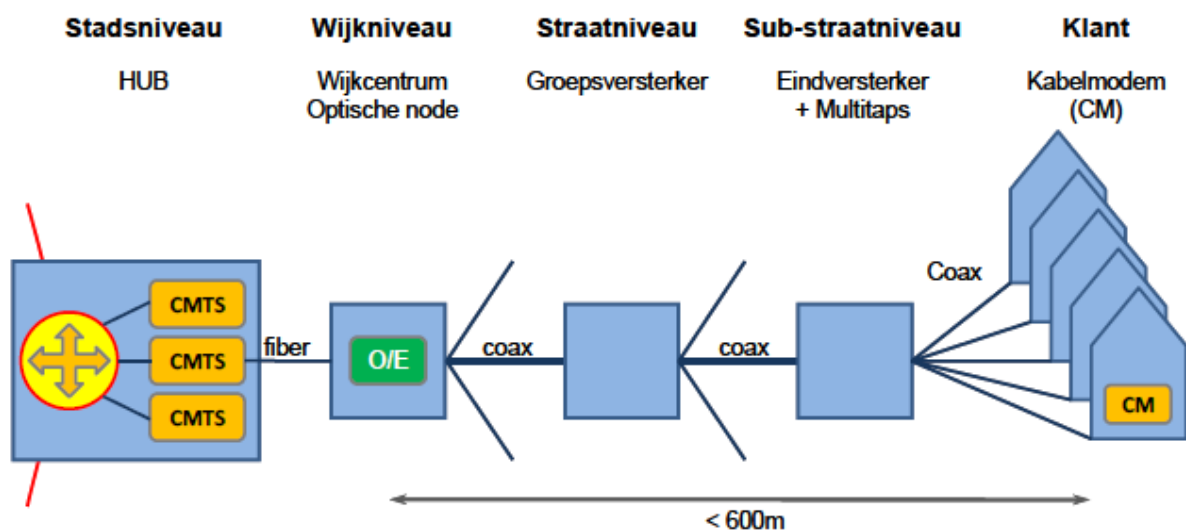 Stadsniveau
HUB
Wijkniveau
Wijkcentrum
Optische node
Straatniveau
Groepsversterker
Sub-straatniveau
Eindversterker
+ Multitaps
Klant
Kabelmodem
(CM)
CMTS
CMTS
CMTS
fiber
O/E
coax
coax
Coax
CM
< 600m